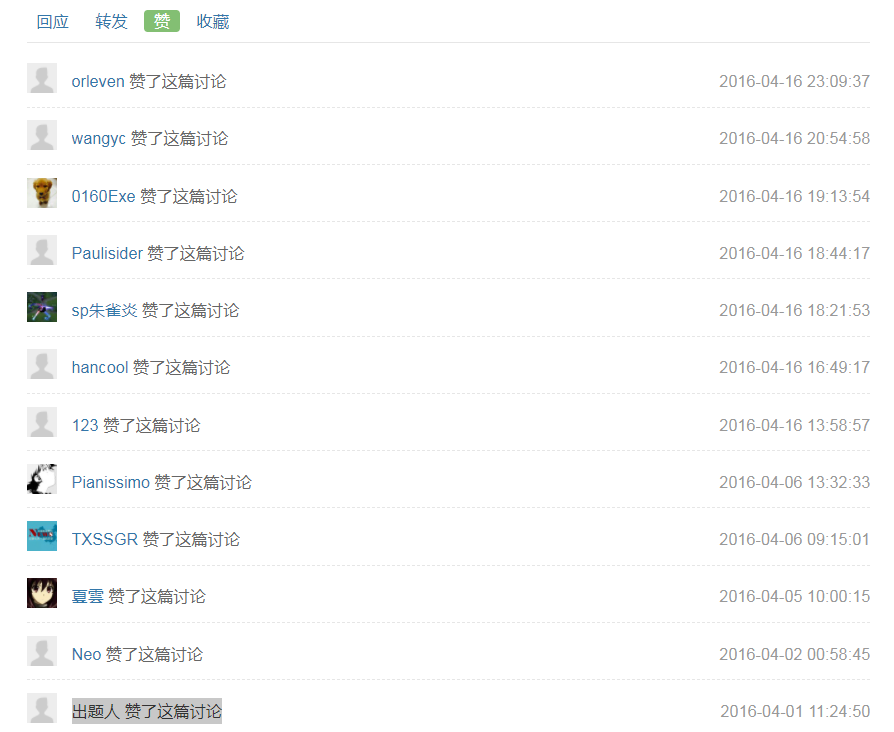 回应 转发 赞 收藏
orleven 赞了这篇讨论 2016-04-16 23:09:37
wangyc 赞了这篇讨论 2016-04-16 20:54:58
0160Exe 赞了这篇讨论 2016-04-16 19:13:54
Paulisider 赞了这篇讨论 2016-04-16 18:44:17
sp朱雀炎 赞了这篇讨论 2016-04-16 18:21:53
hancool 赞了这篇讨论 2016-04-16 16:49:17
123 赞了这篇讨论 2016-04-16 13:58:57
Pianissimo 赞了这篇讨论 2016-04-06 13:32:33
TXSSGR 赞了这篇讨论 2016-04-06 09:15:01
夏雲 赞了这篇讨论 2016-04-05 10:00:15
Neo 赞了这篇讨论 2016-04-02 00:58:45
出题人 赞了这篇讨论 2016-04-01 11:24:50